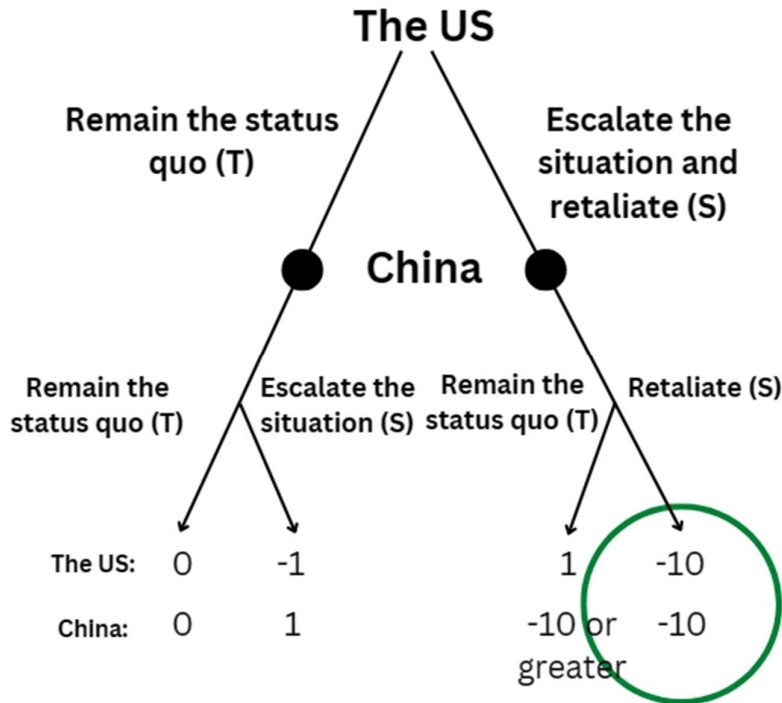 The US
Remain the status
quo (T)
Escalate the
situation and
retaliate (S)
China
Remain the
status quo (T)
Escalate the
situation (S)
Remain the
status quo (T)
Retaliate (S)
The US: 0 -1 1 -10
China: 0 1 -10 or -10
greater